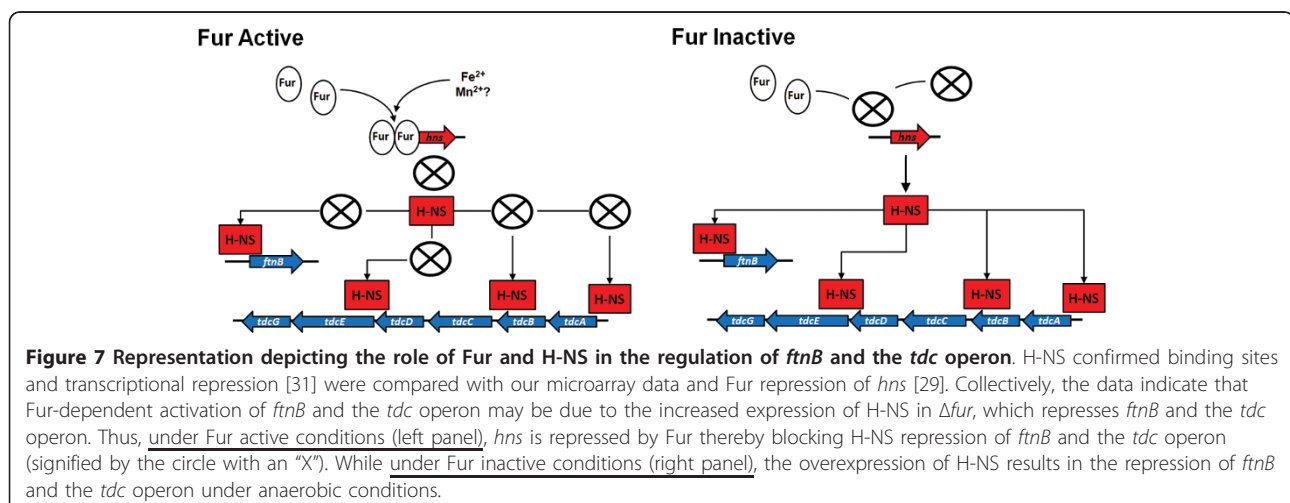 Fur Active
Fur
Fur
Fe²⁺
Mn²⁺?
Fur
Fur
hns
H-NS
H-NS
ftnB
H-NS
H-NS
H-NS
tdcG
tdcE
tdcD
tdcC
tdcB
tdcA
Fur Inactive
Fur
Fur
hns
H-NS
H-NS
ftnB
H-NS
H-NS
H-NS
tdcG
tdcE
tdcD
tdcC
tdcB
tdcA
Figure 7 Representation depicting the role of Fur and H-NS in the regulation of ftnB and the tdc operon. H-NS confirmed binding sites
and transcriptional repression [31] were compared with our microarray data and Fur repression of hns [29]. Collectively, the data indicate that
Fur-dependent activation of ftnB and the tdc operon may be due to the increased expression of H-NS in Δfur, which represses ftnB and the tdc
operon. Thus, under Fur active conditions (left panel), hns is repressed by Fur thereby blocking H-NS repression of ftnB and the tdc operon
(signified by the circle with an “X”). While under Fur inactive conditions (right panel), the overexpression of H-NS results in the repression of ftnB
and the tdc operon under anaerobic conditions.